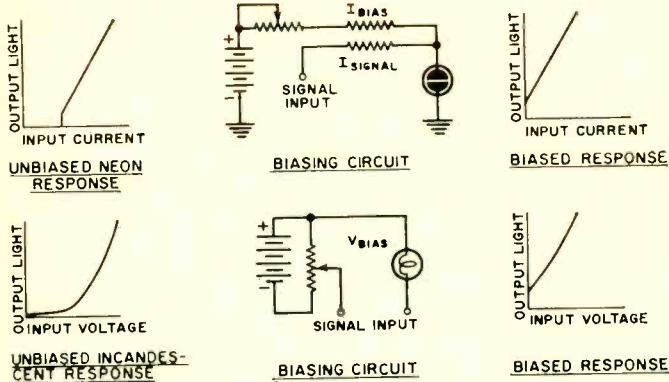 OUTPUT LIGHT
INPUT CURRENT
UNBIASED NEON
RESPONSE
+
-
I BIAS
I SIGNAL
SIGNAL
INPUT
BIASING CIRCUIT
OUTPUT LIGHT
INPUT CURRENT
BIASED RESPONSE
OUTPUT LIGHT
INPUT VOLTAGE
UNBIASED INCANDES-
CENT RESPONSE
+
-
V BIAS
SIGNAL INPUT
BIASING CIRCUIT
OUTPUT LIGHT
INPUT VOLTAGE
BIASED RESPONSE